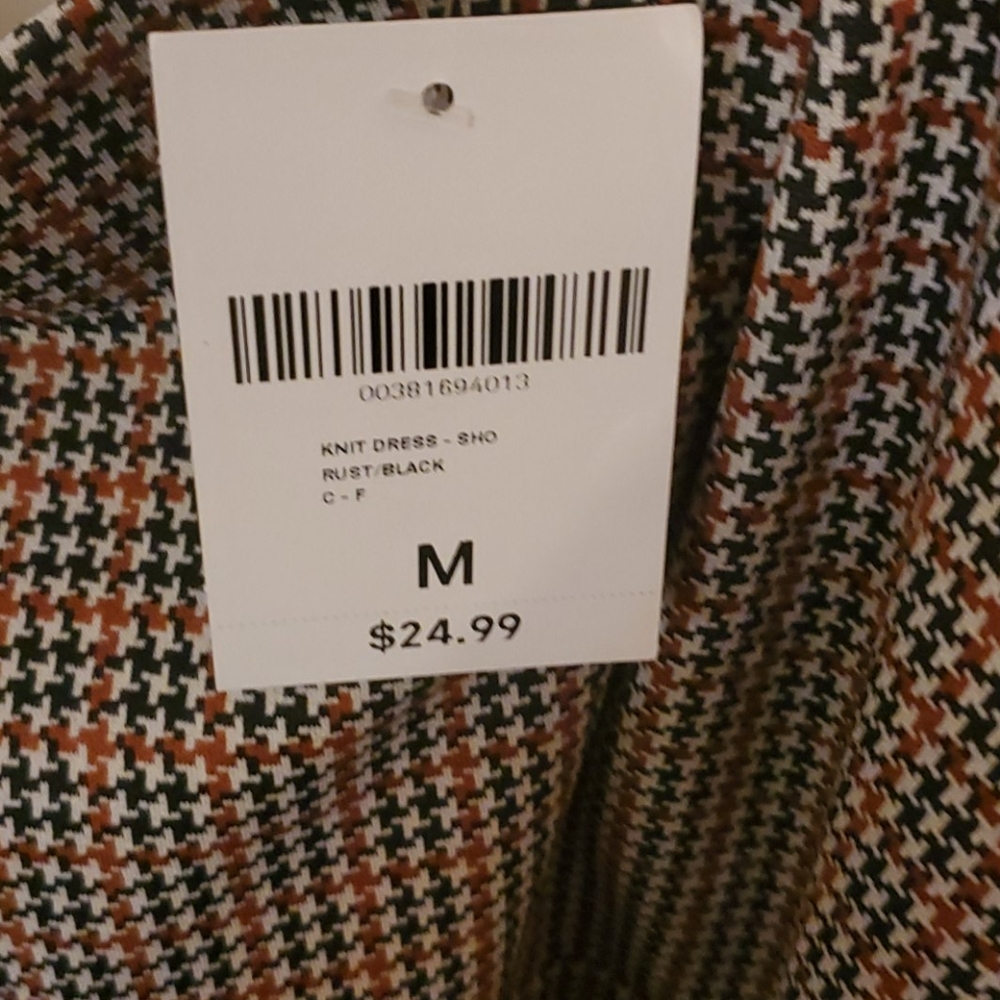 00381694013
KNIT DRESS - SHO
RUST/BLACK
C - F
M
$24.99